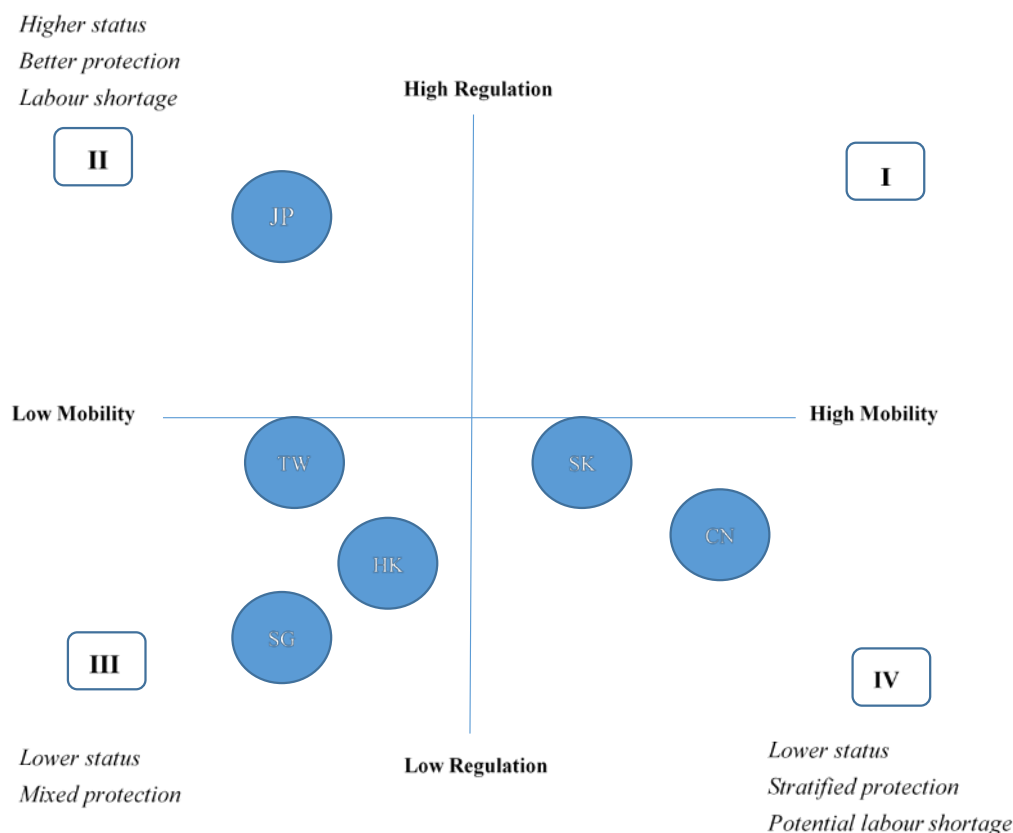 Higher status
Better protection
Labour shortage
High Regulation
II
I
JP
Low Mobility
High Mobility
TW
SK
CN
HK
SG
III
IV
Lower status
Mixed protection
Low Regulation
Lower status
Stratified protection
Potential labour shortage